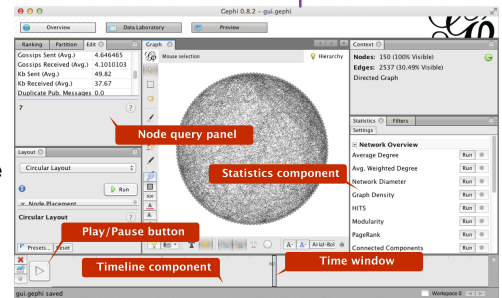 Gephi 0.8.2 – gui.gephi
Overview
Data Laboratory
Preview
Ranking
Partition
Edit
Gossips Sent (Avg.) 4.646465
Gossips Received (Avg.) 4.1010103
Kb Sent (Avg.) 49.82
Kb Received (Avg.) 37.67
Duplicate Pub. Messages 0.0
7
Node query panel
Layout
Circular Layout
Run
Node Placement
Circular Layout
Presets...
Reset
Play/Pause button
Graph
Mouse selection
Hierarchy
Statistics component
A-
A+
Arial-Bol
Context
Nodes: 150 (100% Visible)
Edges: 2537 (30.49% Visible)
Directed Graph
Statistics
Filters
Settings
Network Overview
Average Degree Run
Avg. Weighted Degree Run
Network Diameter Run
Graph Density Run
HITS Run
Modularity Run
PageRank Run
Connected Components Run
Timeline component
Time window
gui.gephi saved
Workspace 0